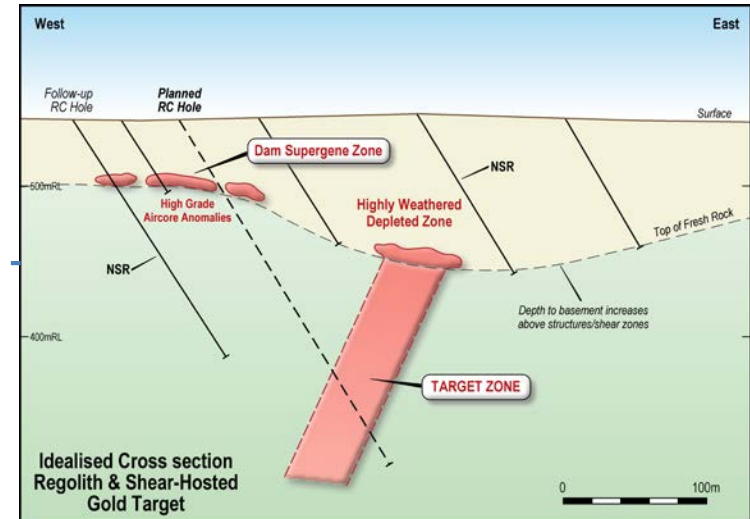 West
East
Follow-up
RC Hole
Planned
RC Hole
Surface
Dam Supergene Zone
NSR
500mRL
High Grade
Aircore Anomalies
Highly Weathered
Depleted Zone
Top of Fresh Rock
NSR
Depth to basement increases
above structures/shear zones
400mRL
TARGET ZONE
Idealised Cross section
Regolith & Shear-Hosted
Gold Target
0
100m